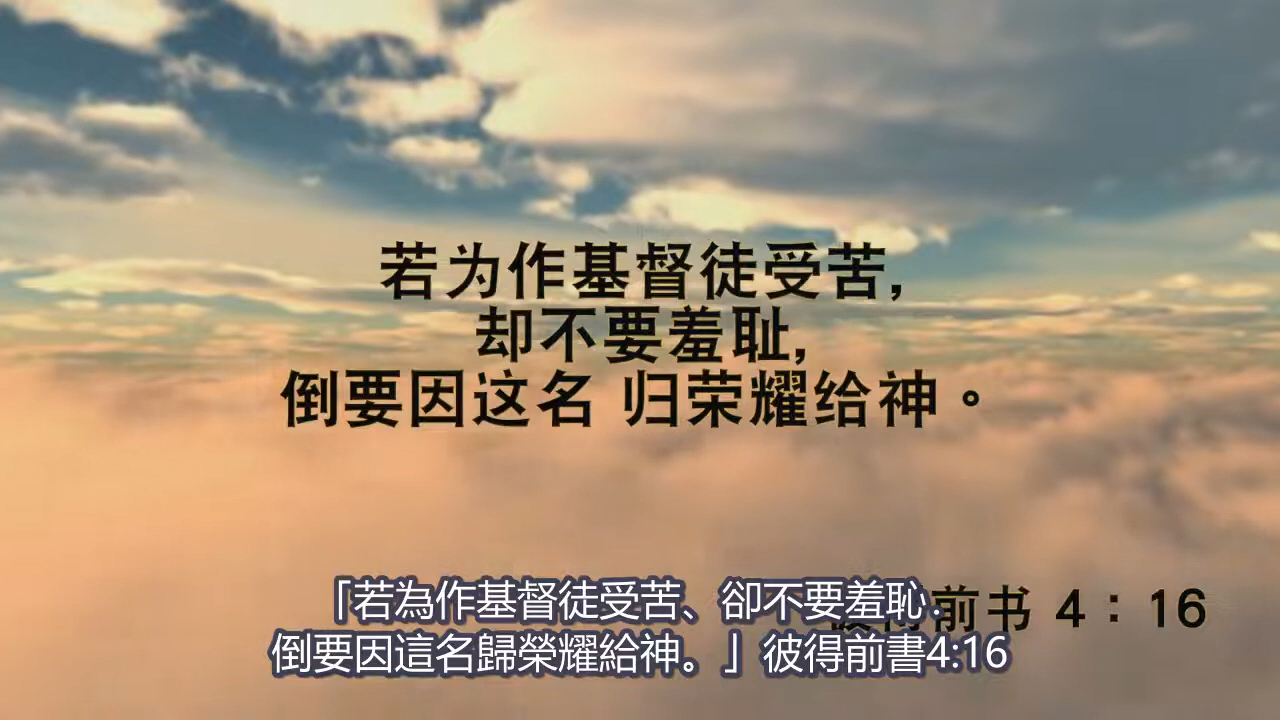 若为作基督徒受苦,
却不要羞耻,
倒要因这名 归荣耀给神。
前书 4：16
「若為作基督徒受苦、卻不要羞恥．
倒要因這名歸榮耀給神。」彼得前書4:16